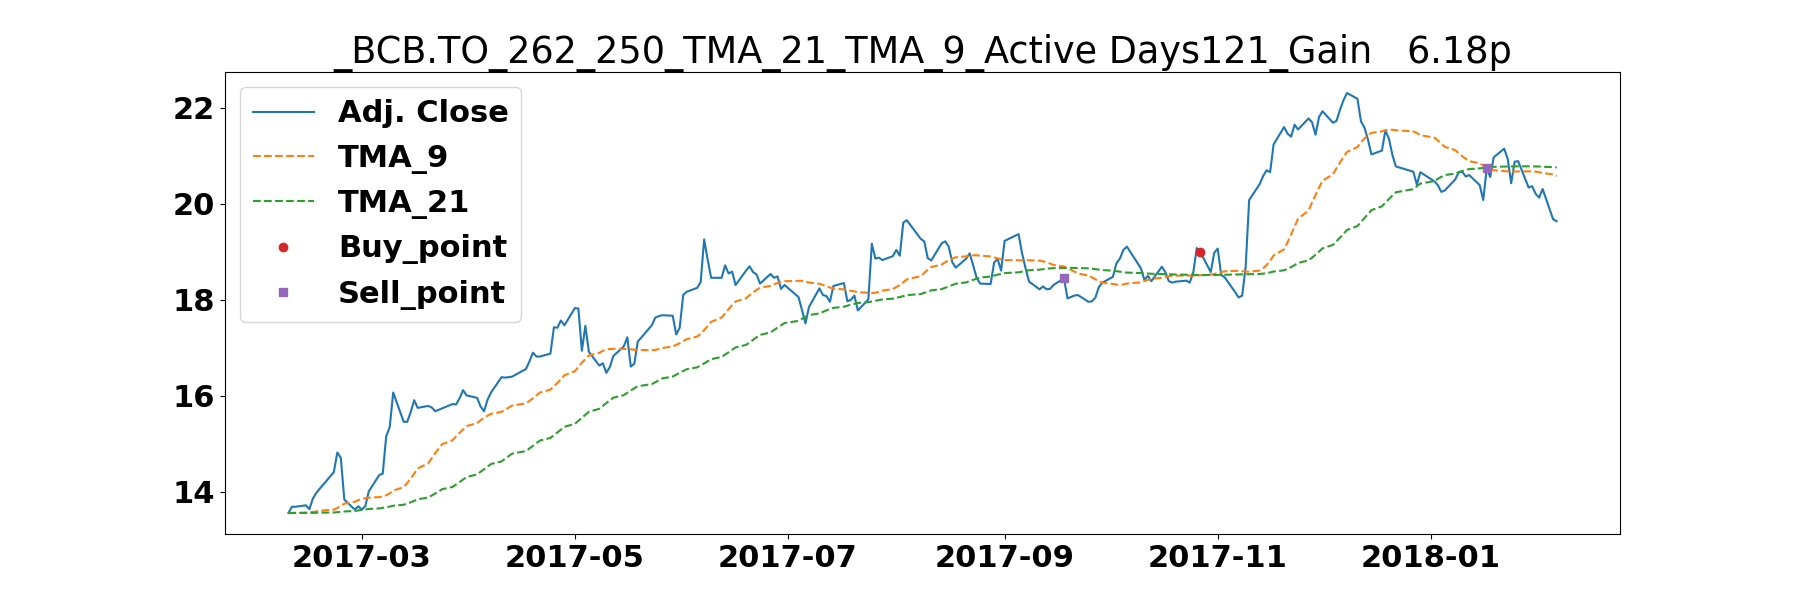 _BCB.TO_262_250_TMA_21_TMA_9_Active Days121_Gain   6.18p
Adj. Close
TMA_9
TMA_21
Buy_point
Sell_point
22
20
18
16
14
2017-03 2017-05 2017-07 2017-09 2017-11 2018-01